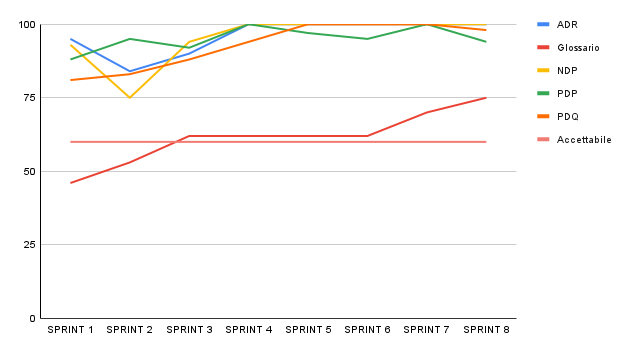 100
75
50
25
0
SPRINT 1 SPRINT 2 SPRINT 3 SPRINT 4 SPRINT 5 SPRINT 6 SPRINT 7 SPRINT 8
ADR
Glossario
NDP
PDP
PDQ
Accettabile